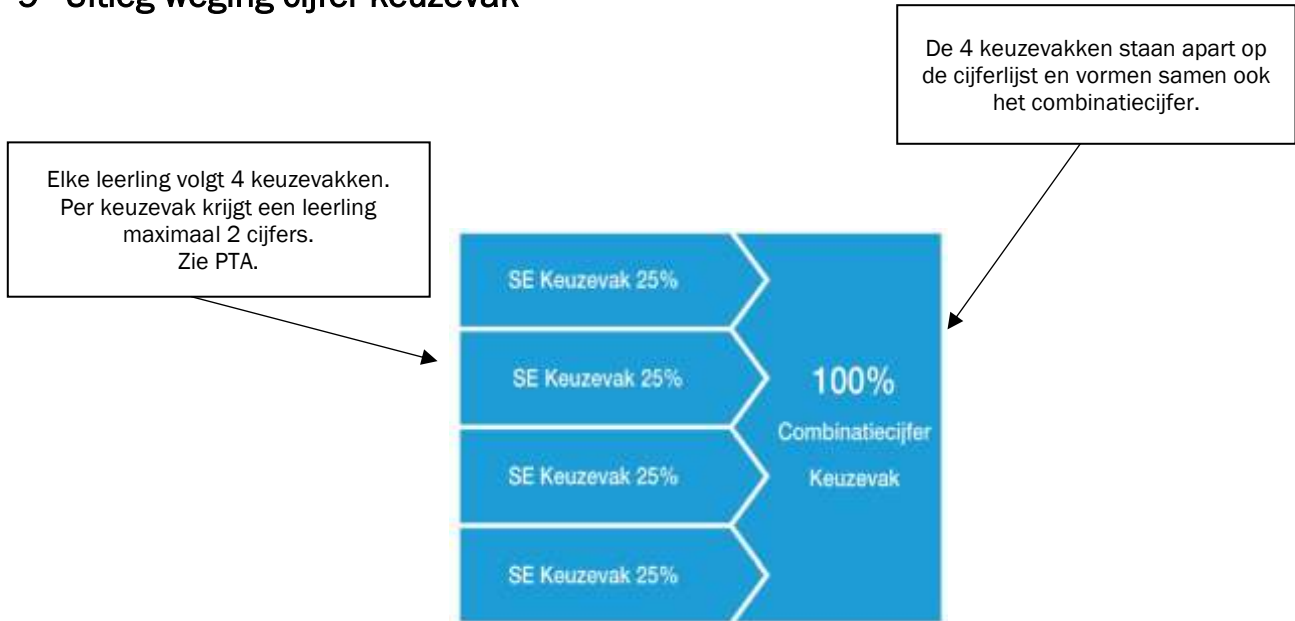 Uitleg weging cijfer keuzevak
De 4 keuzevakken staan apart op
de cijferlijst en vormen samen ook
het combinatiecijfer.
Elke leerling volgt 4 keuzevakken.
Per keuzevak krijgt een leerling
maximaal 2 cijfers.
Zie PTA.
SE Keuzevak 25%
SE Keuzevak 25%
SE Keuzevak 25%
SE Keuzevak 25%
100%
Combinatiecijfer
Keuzevak